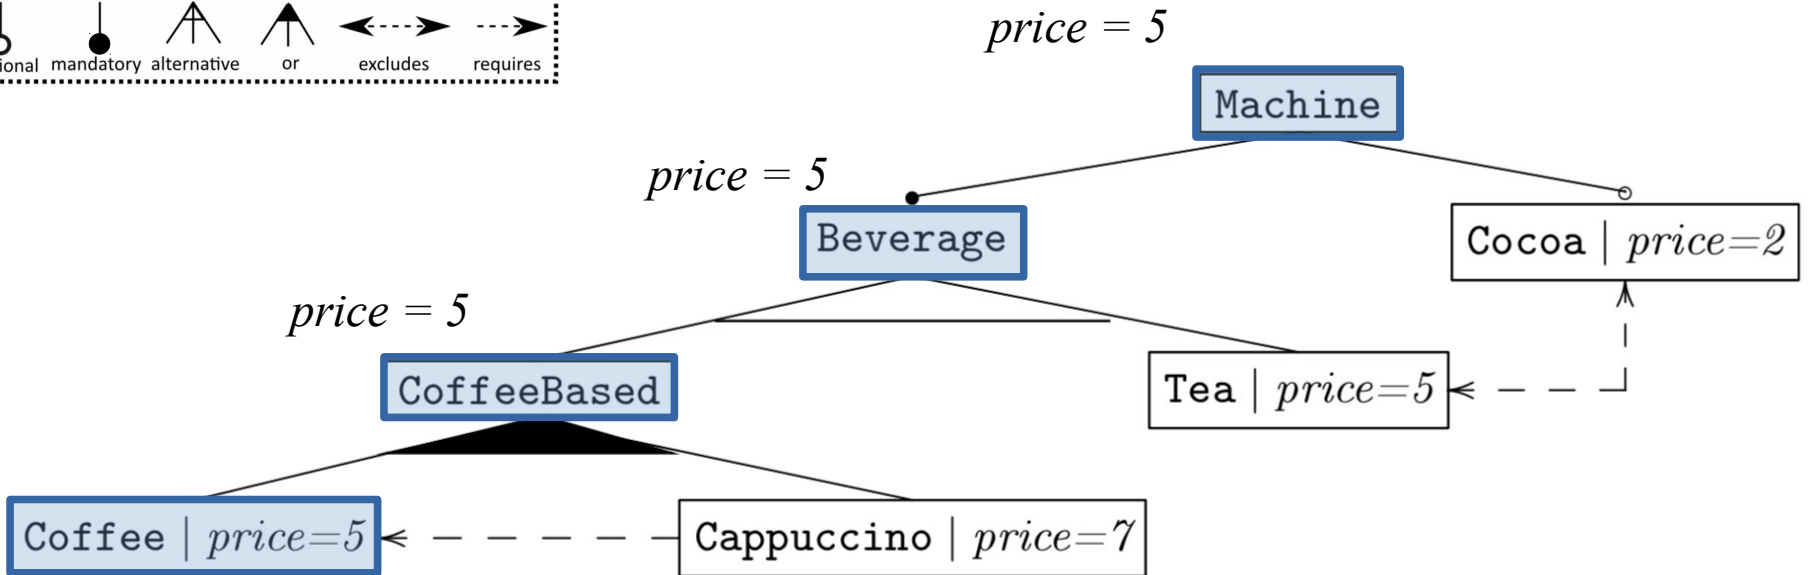 price = 5
ional mandatory alternative or excludes requires
Machine
price = 5
Beverage
Cocoa | price=2
price = 5
CoffeeBased
Tea | price=5
Coffee | price=5
Cappuccino | price=7